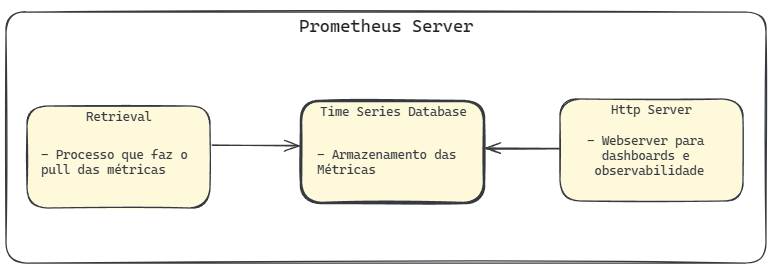 Prometheus Server
Retrieval
- Processo que faz o
pull das métricas
Time Series Database
- Armazenamento das
Métricas
Http Server
- Webserver para
dashboards e
observabilidade